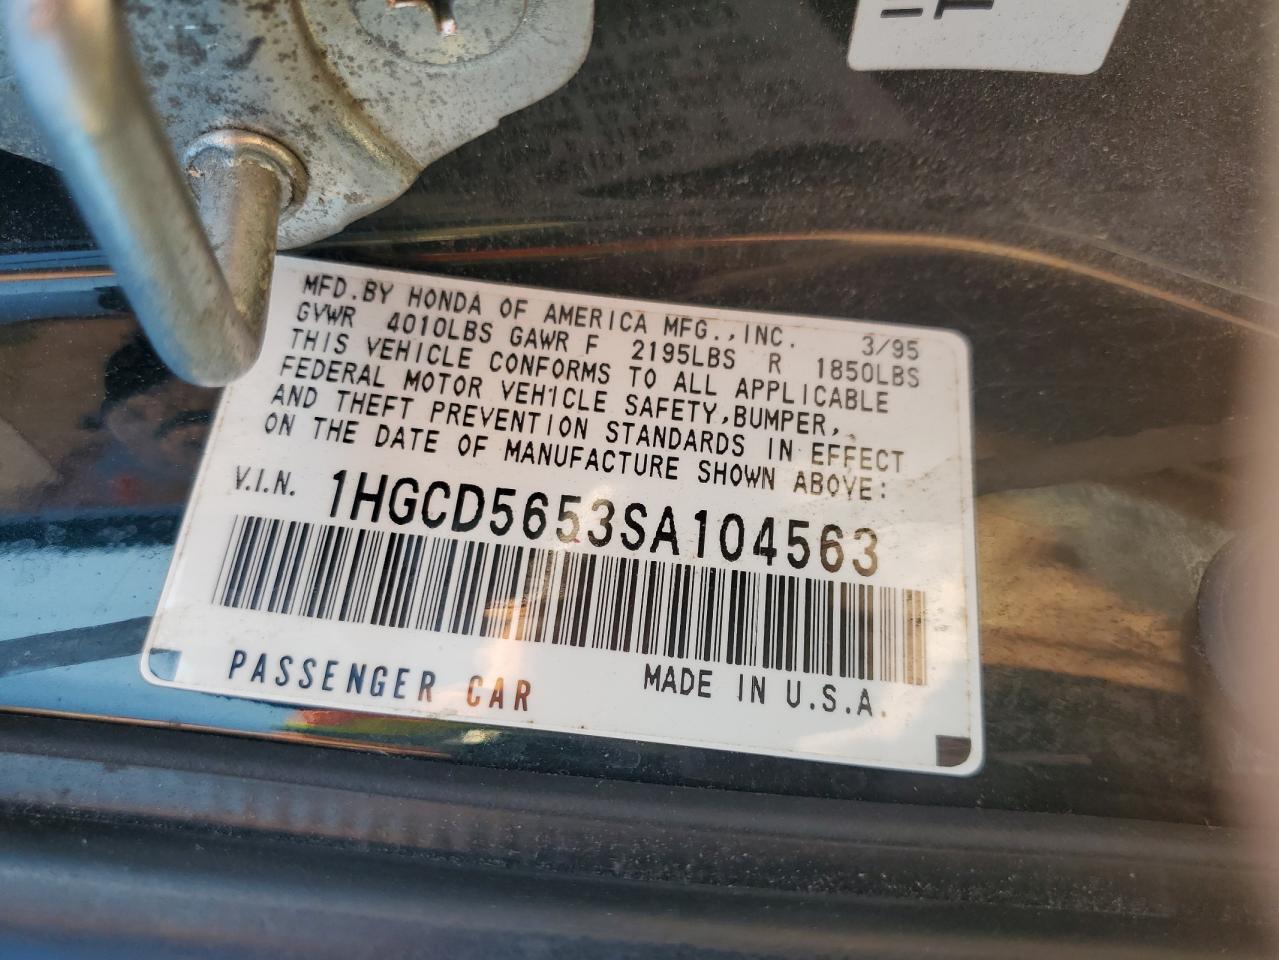 MFD.BY HONDA OF AMERICA MFG.,INC. 3/95
GVWR 4010LBS GAWR F 2195LBS R 1850LBS
THIS VEHICLE CONFORMS TO ALL APPLICABLE
FEDERAL MOTOR VEHICLE SAFETY,BUMPER,
AND THEFT PREVENTION STANDARDS IN EFFECT
ON THE DATE OF MANUFACTURE SHOWN ABOVE:
V.I.N. 1HGCD5653SA104563
PASSENGER CAR MADE IN U.S.A.